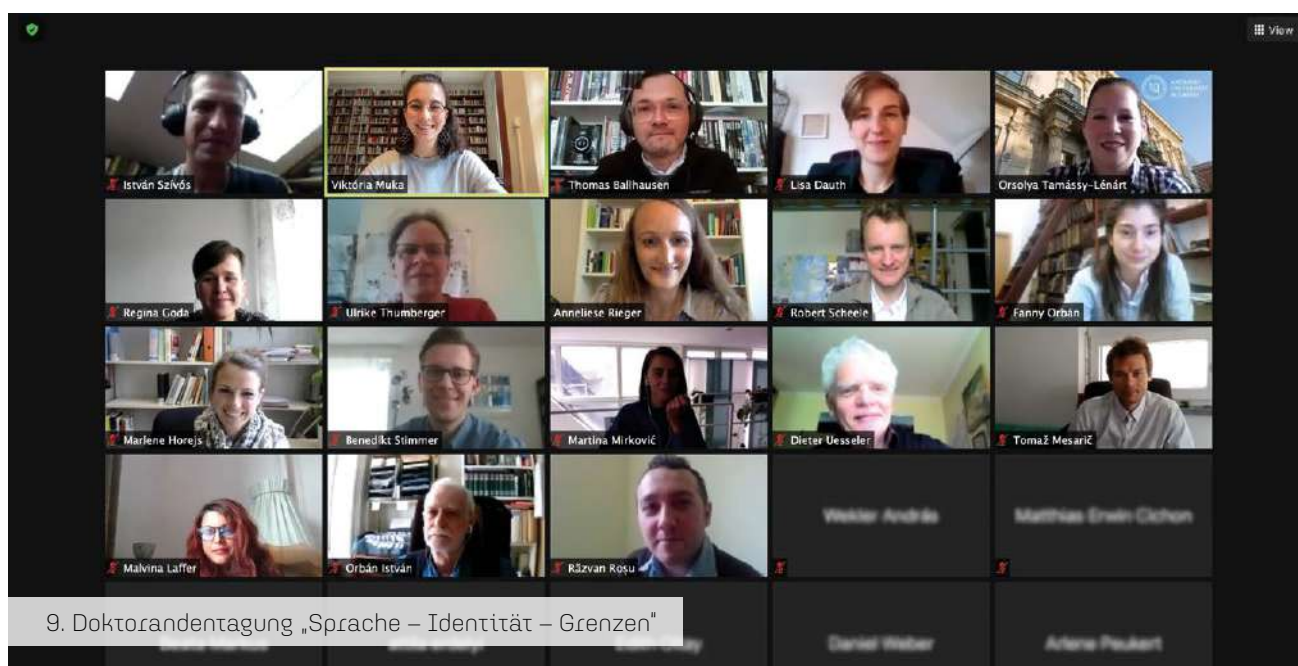 View
István Szívós
Viktória Muka
Thomas Ballhausen
Lisa Dauth
Orsolya Tamássy-Lénárt
Regina Goda
Ulrike Thumberger
Anneliese Rieger
Robert Scheele
Fanny Orbán
Marlene Horejs
Benedikt Stimmer
Martina Mirković
Dieter Uesseler
Tomaž Mesarič
Malvina Laffer
Orbán István
Răzvan Roșu
Wekler András
Matthias Erwin Cichon
9. Doktorandentagung „Sprache – Identität – Grenzen“
Daniel Weber
Arlene Peukert